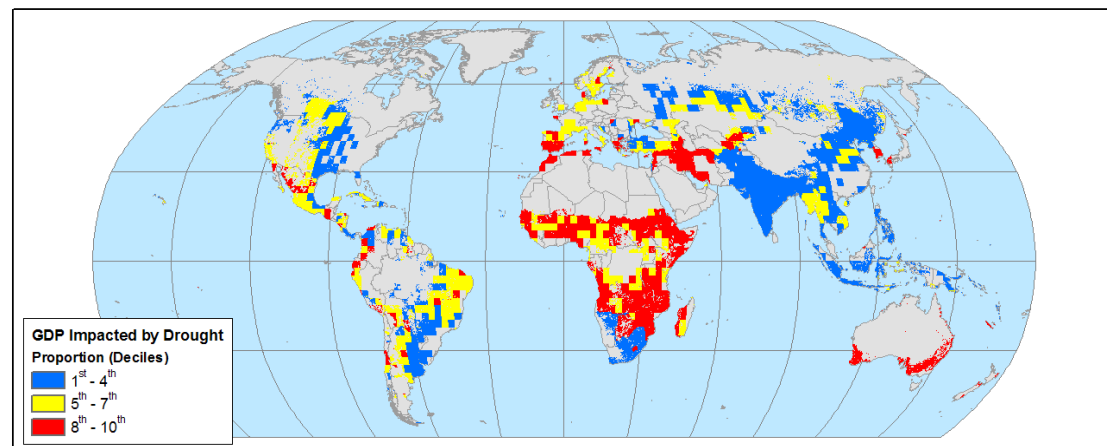 GDP Impacted by Drought
Proportion (Deciles)
1st - 4th
5th - 7th
8th - 10th